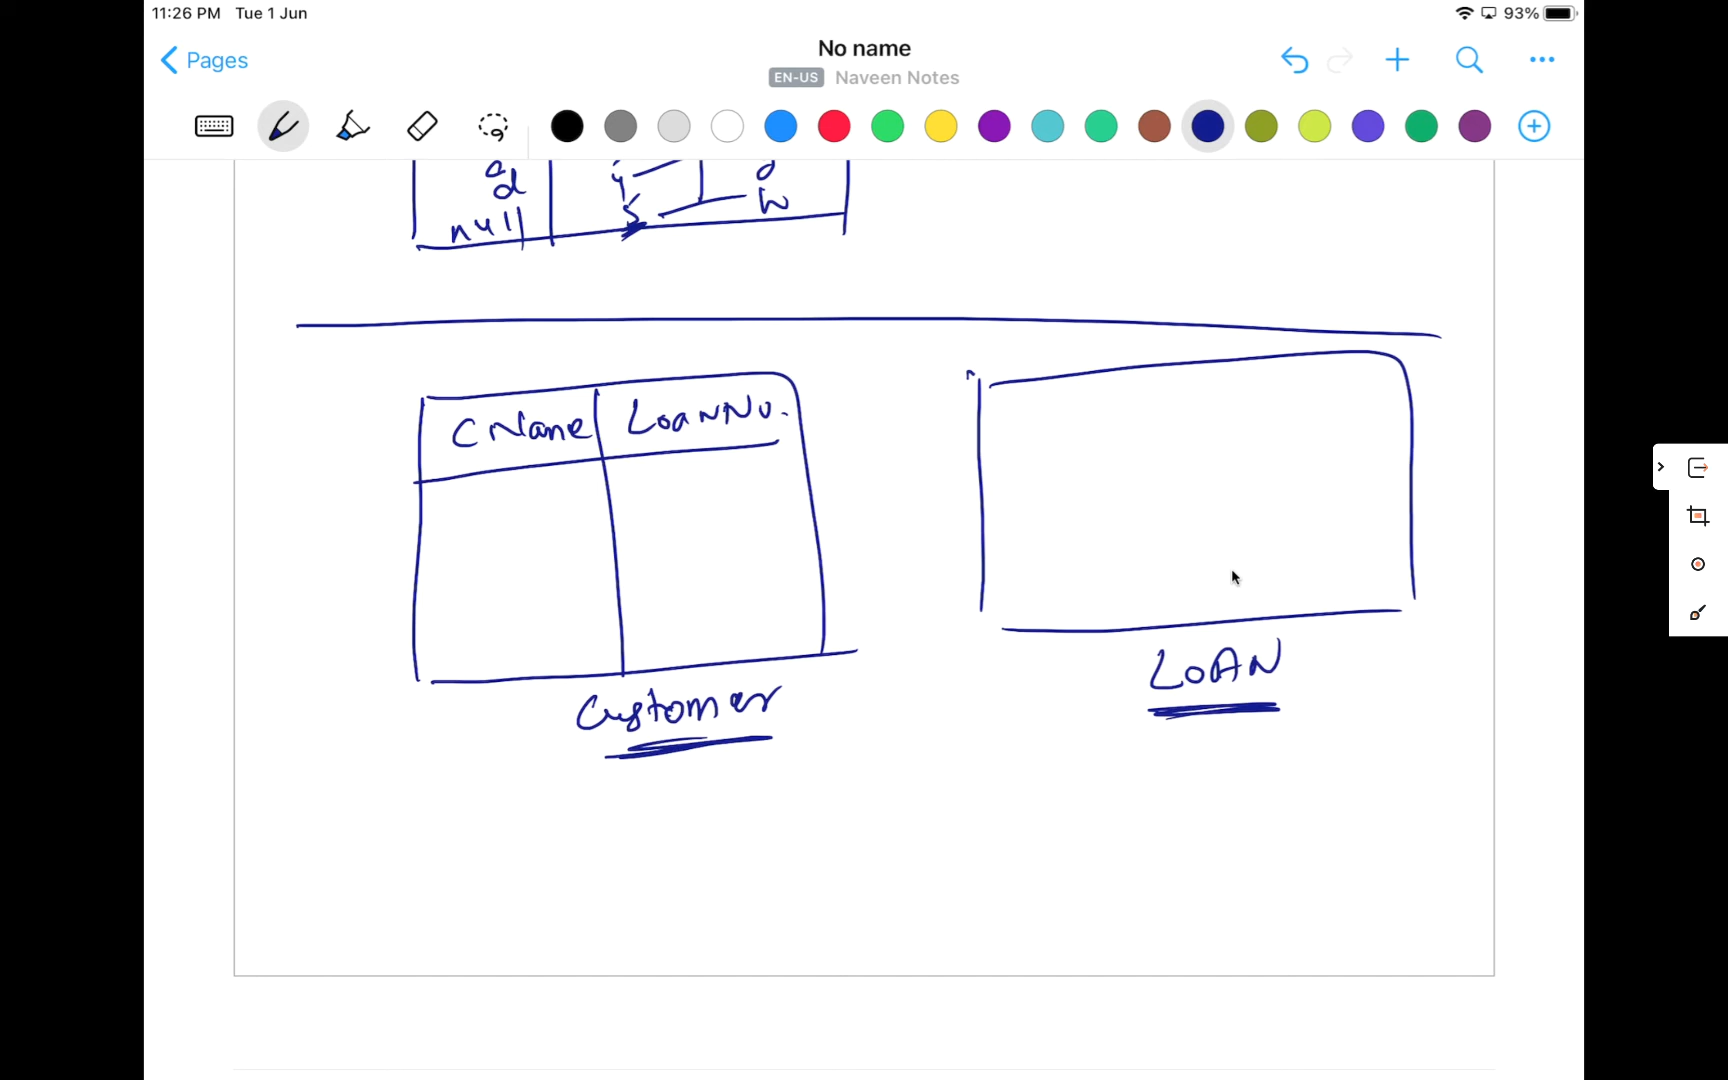 11:26 PM Tue 1 Jun
93%
Pages
No name
EN-US Naveen Notes
d
null
CName LoanNo.
Customer
LOAN